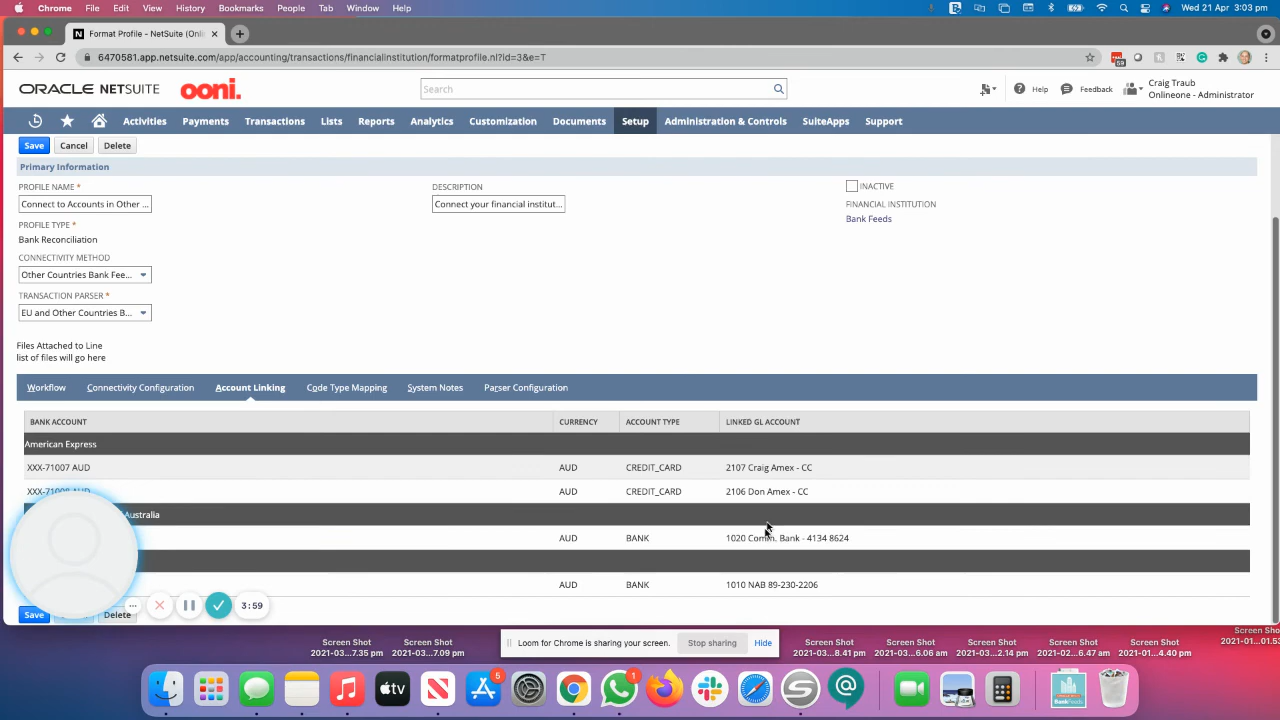 Chrome File Edit View History Bookmarks People Tab Window Help Wed 21 Apr 3:03 pm
N Format Profile - NetSuite (Onli
6470581.app.netsuite.com/app/accounting/transactions/financialinstitution/formatprofile.nl?id=3&e=T
59
ORACLE NETSUITE ooni. Search Help Feedback Craig Traub
Onlineone - Administrator
Activities Payments Transactions Lists Reports Analytics Customization Documents Setup Administration & Controls SuiteApps Support
Save Cancel Delete
Primary Information
PROFILE NAME * DESCRIPTION INACTIVE
Connect to Accounts in Other ... Connect your financial institut... FINANCIAL INSTITUTION
Bank Feeds
PROFILE TYPE *
Bank Reconciliation
CONNECTIVITY METHOD
Other Countries Bank Fee...
TRANSACTION PARSER *
EU and Other Countries B...
Files Attached to Line
list of files will go here
Workflow Connectivity Configuration Account Linking Code Type Mapping System Notes Parser Configuration
BANK ACCOUNT CURRENCY ACCOUNT TYPE LINKED GL ACCOUNT
American Express
XXX-71007 AUD AUD CREDIT_CARD 2107 Craig Amex - CC
AUD CREDIT_CARD 2106 Don Amex - CC
Australia
AUD BANK 1020 Comm. Bank - 4134 8624
AUD BANK 1010 NAB 89-230-2206
3:59
Save Delete
Loom for Chrome is sharing your screen. Stop sharing Hide
Screen Shot
2021-03...7.35 pm
Screen Shot
2021-03...7.09 pm
Screen Shot
2021-03...8.41 pm
Screen Shot
2021-03...6.06 am
Screen Shot
2021-03...2.14 pm
Screen Shot
2021-02...6.47 am
Screen Shot
2021-01...4.40 pm
Screen Shot
tv 5 1
BankFeeds